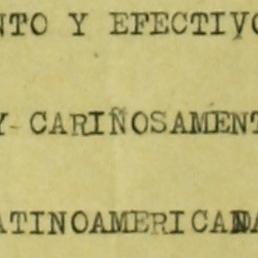 NTO Y EFECTIVO
Y CARIÑOSAMENT
ATINOAMERICANA